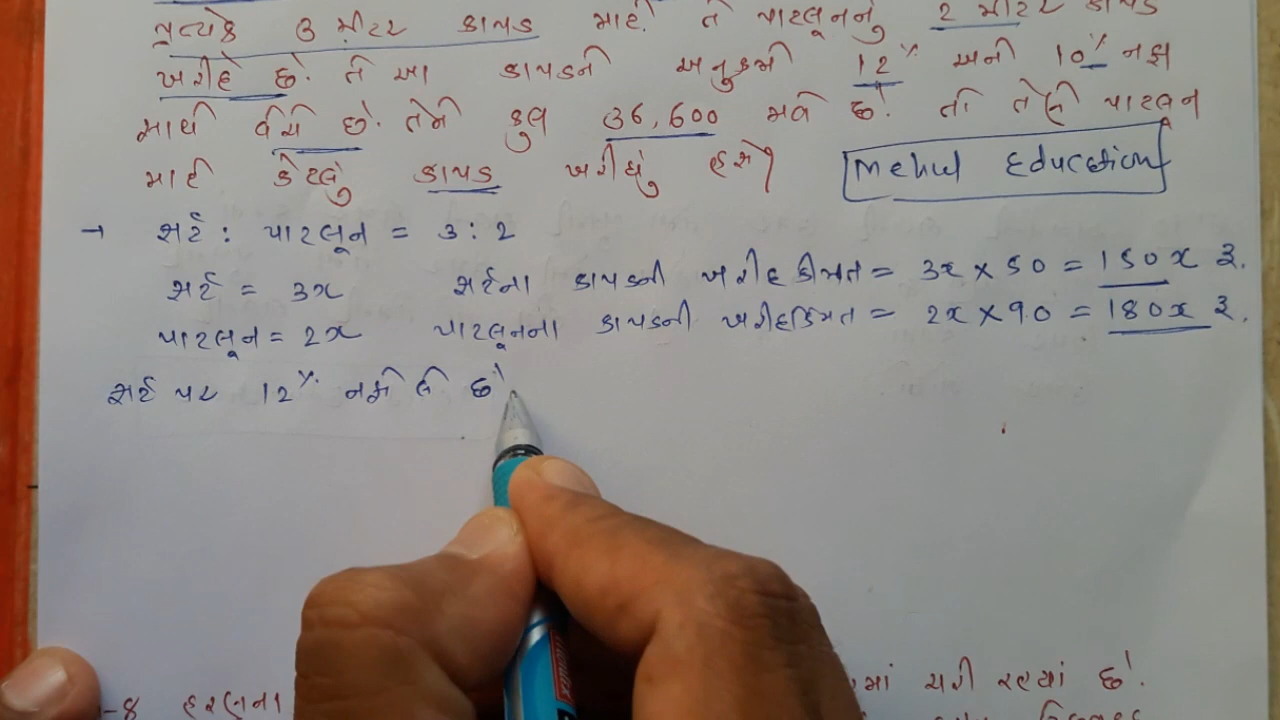 પ્રત્યેક 3 મીટર કાપડ માટે તે પાટલૂનનું 2 મીટર કાપડ
ખરીદે છે. તે આ કાપડની અનુક્રમે 12% અને 10% નફા
માથી વેચે છે. તેને કુલ 36,600 મળે છે. તો તેણે પાટલૂન
માટે કેટલું કાપડ ખરીધું હશે?
Mehul Education
→ શર્ટ : પાટલૂન = 3 : 2
શર્ટ = 3x શર્ટના કાપડની ખરીદ કીંમત = 3x × 50 = 150x રૂ.
પાટલૂન = 2x પાટલૂનના કાપડની ખરીદકિંમત = 2x × 90 = 180x રૂ.
શર્ટ પર 12% નફો લે છે.
-8 હરણના માં ચરી રહ્યાં છે.